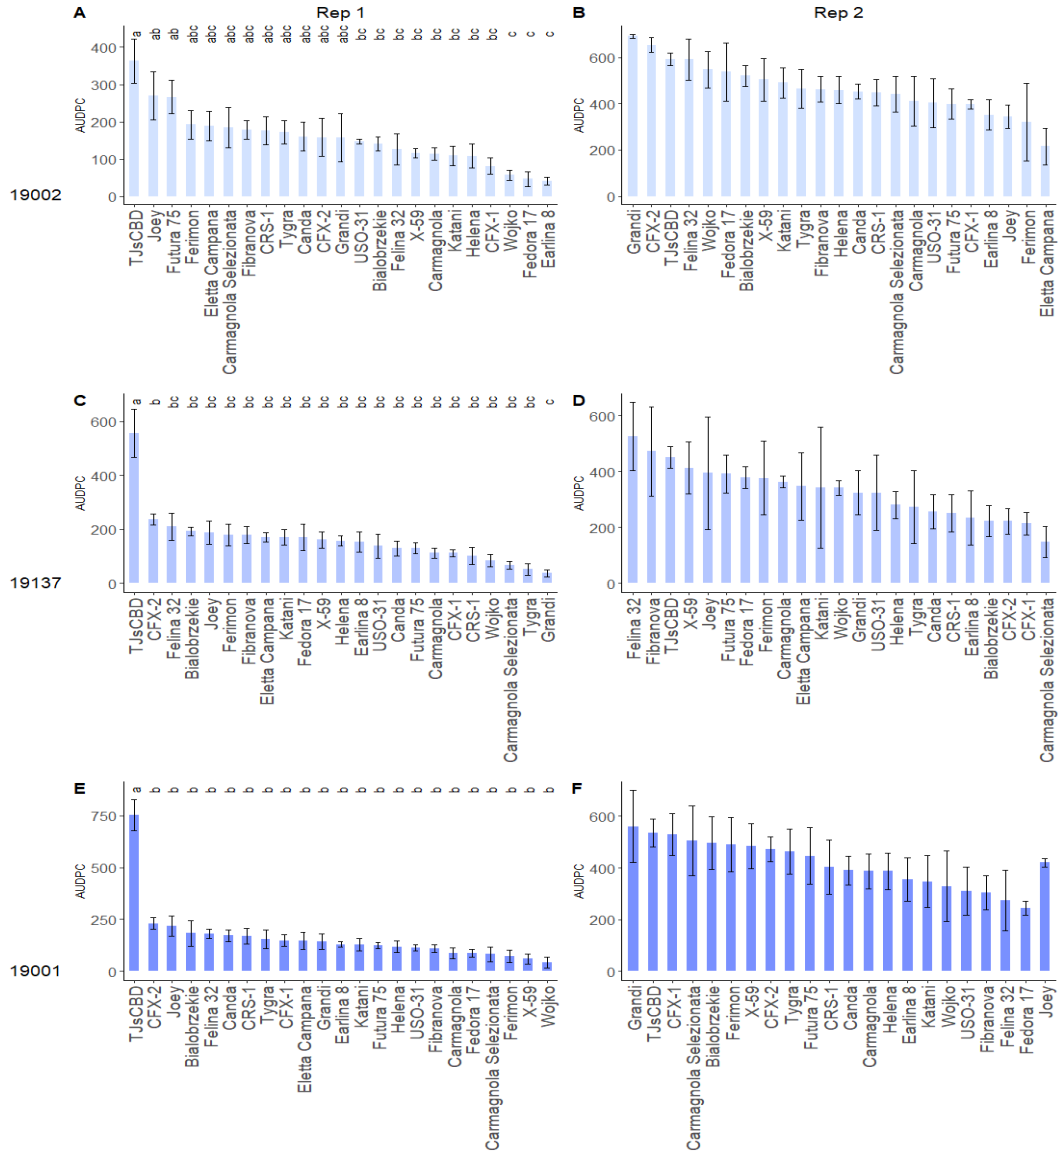 Rep 1
Rep 2
A
a ab ab abc abc abc abc abc abc abc abc abc bc bc bc bc bc bc bc bc c c c
AUDPC
400
300
200
100
0
19002
TJsCBD
Joey
Futura 75
Ferimon
Eletta Campana
Carmagnola Selezionata
Fibranova
CRS-1
Tygra
Canda
CFX-2
Grandi
USO-31
Bialobrzekie
Felina 32
X-59
Carmagnola
Katani
Helena
CFX-1
Wojko
Fedora 17
Earlina 8
B
AUDPC
600
400
200
0
Grandi
CFX-2
TJsCBD
Felina 32
Wojko
Fedora 17
Bialobrzekie
X-59
Katani
Tygra
Fibranova
Helena
Canda
CRS-1
Carmagnola Selezionata
Carmagnola
USO-31
Futura 75
CFX-1
Earlina 8
Joey
Ferimon
Eletta Campana
C
a b bc bc bc bc bc bc bc bc bc bc bc bc bc bc bc bc bc bc bc bc c
AUDPC
600
400
200
0
19137
TJsCBD
CFX-2
Felina 32
Bialobrzekie
Joey
Ferimon
Fibranova
Eletta Campana
Katani
Fedora 17
X-59
Helena
Earlina 8
USO-31
Canda
Futura 75
Carmagnola
CFX-1
CRS-1
Wojko
Carmagnola Selezionata
Tygra
Grandi
D
AUDPC
600
400
200
0
Felina 32
Fibranova
TJsCBD
X-59
Joey
Futura 75
Fedora 17
Ferimon
Carmagnola
Eletta Campana
Katani
Wojko
Grandi
USO-31
Helena
Tygra
Canda
CRS-1
Earlina 8
Bialobrzekie
CFX-2
CFX-1
Carmagnola Selezionata
E
a b b b b b b b b b b b b b b b b b b b b b b
AUDPC
750
500
250
0
19001
TJsCBD
CFX-2
Joey
Bialobrzekie
Felina 32
Canda
CRS-1
Tygra
CFX-1
Eletta Campana
Grandi
Earlina 8
Katani
Futura 75
Helena
USO-31
Fibranova
Carmagnola
Fedora 17
Carmagnola Selezionata
Ferimon
X-59
Wojko
F
AUDPC
600
400
200
0
Grandi
TJsCBD
CFX-1
Carmagnola Selezionata
Bialobrzekie
Ferimon
X-59
CFX-2
Tygra
Futura 75
CRS-1
Canda
Carmagnola
Helena
Earlina 8
Katani
Wojko
USO-31
Fibranova
Felina 32
Fedora 17
Joey